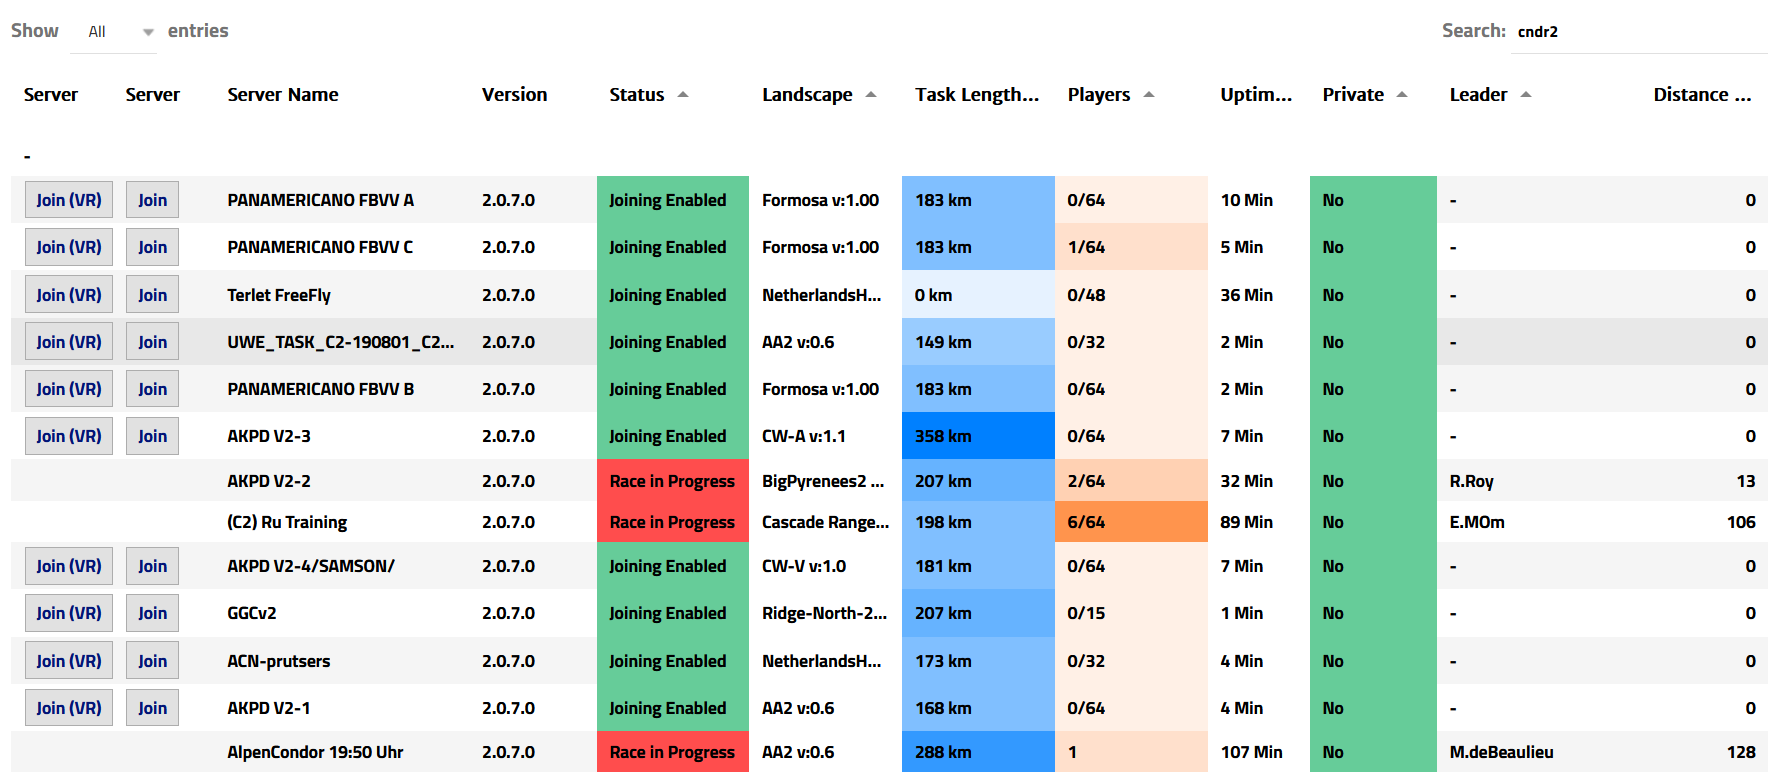 Show All entries Search: cndr2
Server Server Server Name Version Status Landscape Task Length... Players Uptim... Private Leader Distance ...
-
Join (VR) Join PANAMERICANO FBVV A 2.0.7.0 Joining Enabled Formosa v:1.00 183 km 0/64 10 Min No - 0
Join (VR) Join PANAMERICANO FBVV C 2.0.7.0 Joining Enabled Formosa v:1.00 183 km 1/64 5 Min No - 0
Join (VR) Join Terlet FreeFly 2.0.7.0 Joining Enabled NetherlandsH... 0 km 0/48 36 Min No - 0
Join (VR) Join UWE_TASK_C2-190801_C2... 2.0.7.0 Joining Enabled AA2 v:0.6 149 km 0/32 2 Min No - 0
Join (VR) Join PANAMERICANO FBVV B 2.0.7.0 Joining Enabled Formosa v:1.00 183 km 0/64 2 Min No - 0
Join (VR) Join AKPD V2-3 2.0.7.0 Joining Enabled CW-A v:1.1 358 km 0/64 7 Min No - 0
AKPD V2-2 2.0.7.0 Race in Progress BigPyrenees2 ... 207 km 2/64 32 Min No R.Roy 13
(C2) Ru Training 2.0.7.0 Race in Progress Cascade Range... 198 km 6/64 89 Min No E.MOm 106
Join (VR) Join AKPD V2-4/SAMSON/ 2.0.7.0 Joining Enabled CW-V v:1.0 181 km 0/64 7 Min No - 0
Join (VR) Join GGCv2 2.0.7.0 Joining Enabled Ridge-North-2... 207 km 0/15 1 Min No - 0
Join (VR) Join ACN-prutsers 2.0.7.0 Joining Enabled NetherlandsH... 173 km 0/32 4 Min No - 0
Join (VR) Join AKPD V2-1 2.0.7.0 Joining Enabled AA2 v:0.6 168 km 0/64 4 Min No - 0
AlpenCondor 19:50 Uhr 2.0.7.0 Race in Progress AA2 v:0.6 288 km 1 107 Min No M.deBeaulieu 128